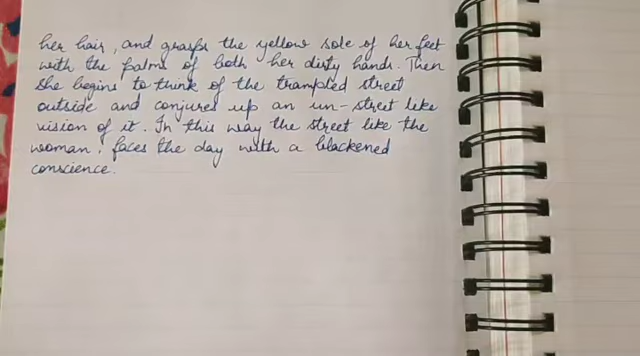 her hair, and grasps the yellow sole of her feet
with the palms of both her dirty hands. Then
she begins to think of the trampled street
outside and conjures up an un-street like
vision of it. In this way the street like the
woman, faces the day with a blackened
conscience.